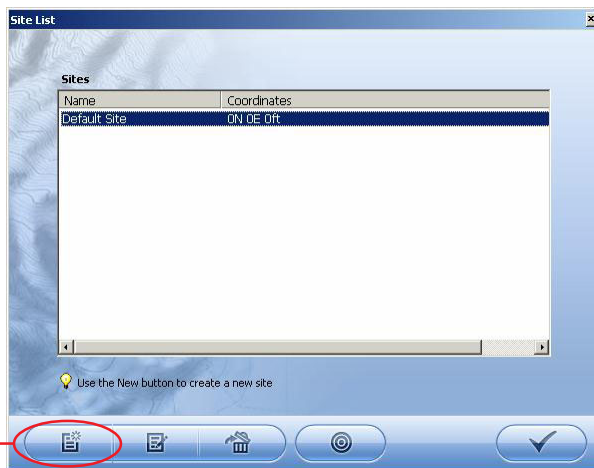 Site List
Sites
Name Coordinates
Default Site 0N 0E 0ft
Use the New button to create a new site